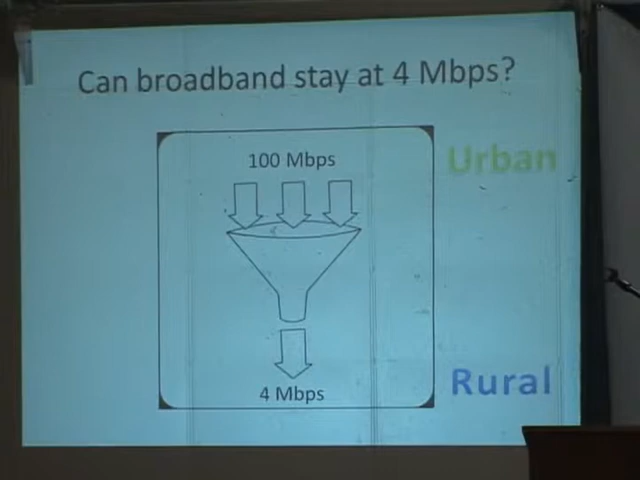 Can broadband stay at 4 Mbps?
100 Mbps
Urban
4 Mbps
Rural